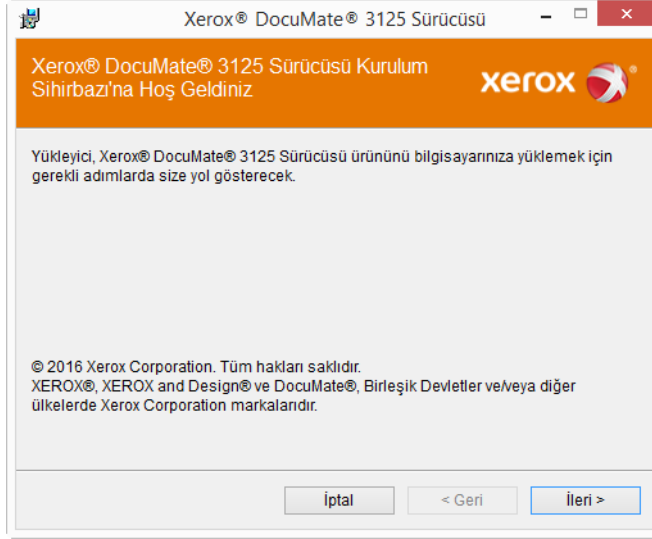 Xerox® DocuMate® 3125 Sürücüsü
Xerox® DocuMate® 3125 Sürücüsü Kurulum
Sihirbazı'na Hoş Geldiniz
xerox
Yükleyici, Xerox® DocuMate® 3125 Sürücüsü ürününü bilgisayarınıza yüklemek için
gerekli adımlarda size yol gösterecek.
© 2016 Xerox Corporation. Tüm hakları saklıdır.
XEROX®, XEROX and Design® ve DocuMate®, Birleşik Devletler ve/veya diğer
ülkelerde Xerox Corporation markalarıdır.
İptal
< Geri
İleri >